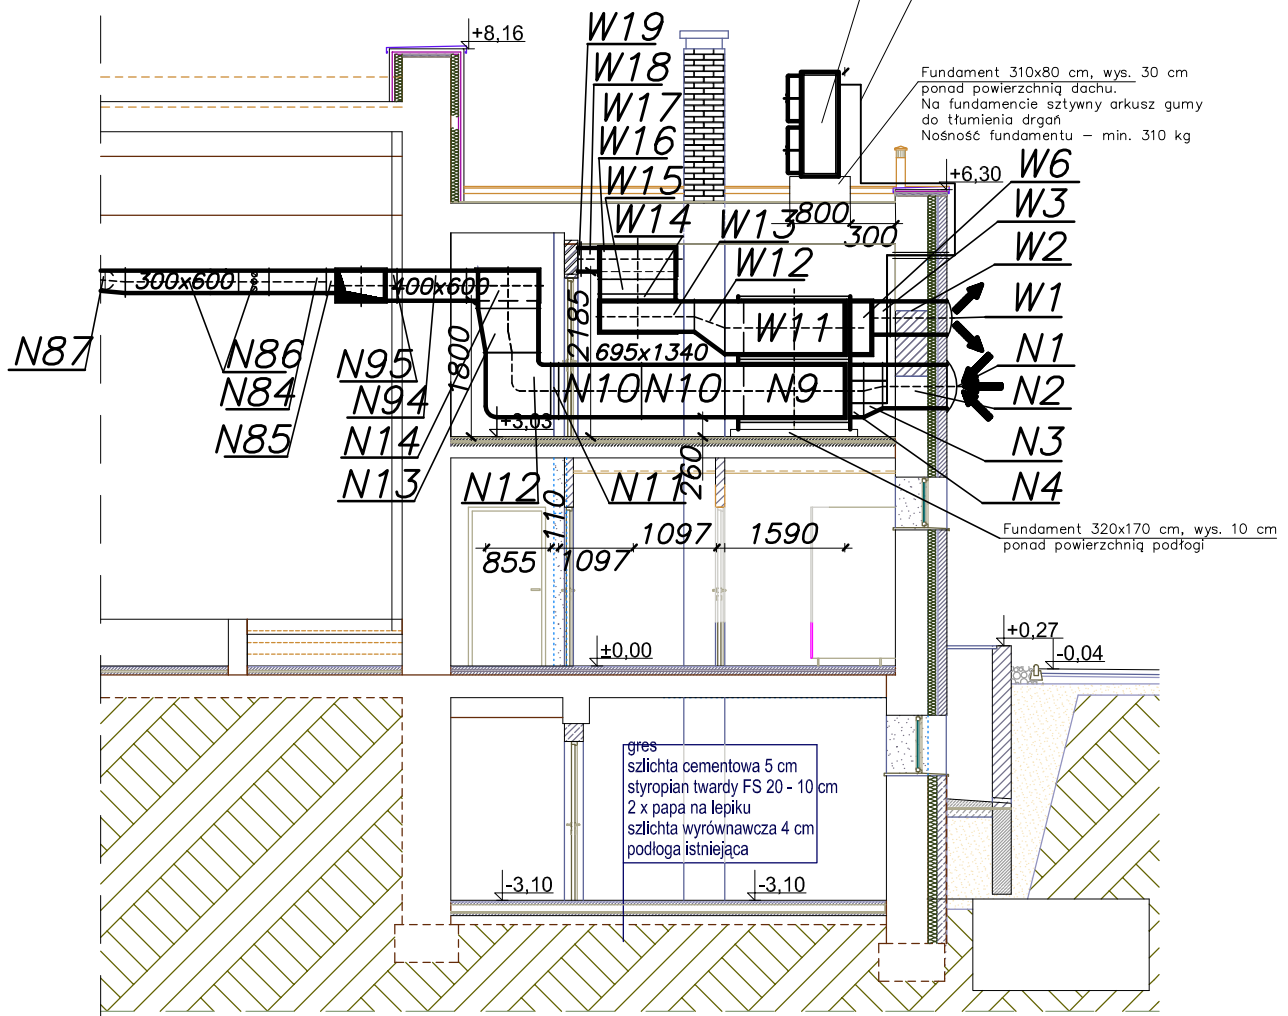 W19
+8,16
W18
Fundament 310x80 cm, wys. 30 cm
ponad powierzchnią dachu.
Na fundamencie sztywny arkusz gumy
do tłumienia drgań
Nośność fundamentu – min. 310 kg
W17
W16
W15
W14
W13
W12
800
300
+6,30
W6
W3
W2
W1
300x600
400x600
2185
W11
N87
N86
N84
N85
N95
N94
N14
N13
1800
695x1340
N10
N10
N9
N1
N2
N3
N4
+3,03
260
N12
N11
110
855
1097
1097
1590
Fundament 320x170 cm, wys. 10 cm
ponad powierzchnią podłogi
±0,00
+0,27
-0,04
gres
szlichta cementowa 5 cm
styropian twardy FS 20 - 10 cm
2 x papa na lepiku
szlichta wyrównawcza 4 cm
podłoga istniejąca
-3,10
-3,10